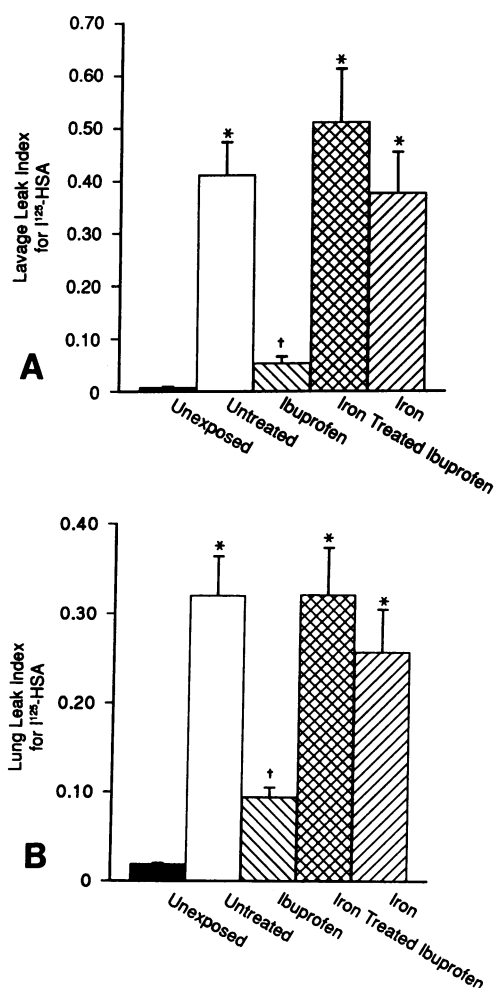 0.70
0.60
0.50
0.40
0.30
0.20
0.10
0
Lavage Leak Index
for I¹²⁵-HSA
A
*
†
*
*
Unexposed
Untreated
Ibuprofen
Iron Treated Ibuprofen
Iron
0.40
0.30
0.20
0.10
0
Lung Leak Index
for I¹²⁵-HSA
B
*
†
*
*
Unexposed
Untreated
Ibuprofen
Iron Treated Ibuprofen
Iron